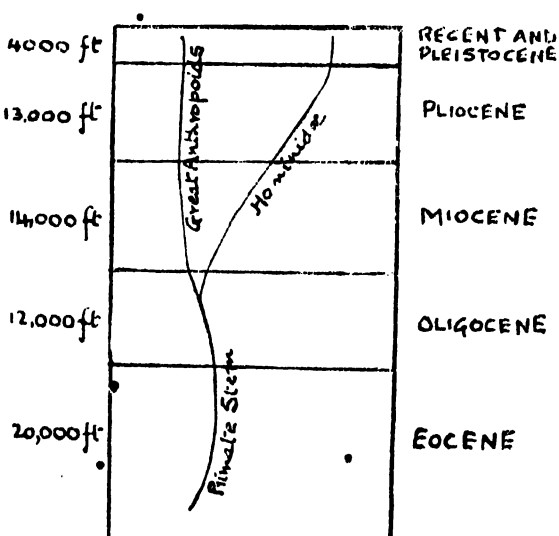 4000 ft
RECENT AND
PLEISTOCENE
13,000 ft
PLIOCENE
Great Anthropoids
Hominidæ
14,000 ft
MIOCENE
12,000 ft
OLIGOCENE
20,000 ft
EOCENE
Primate Stem